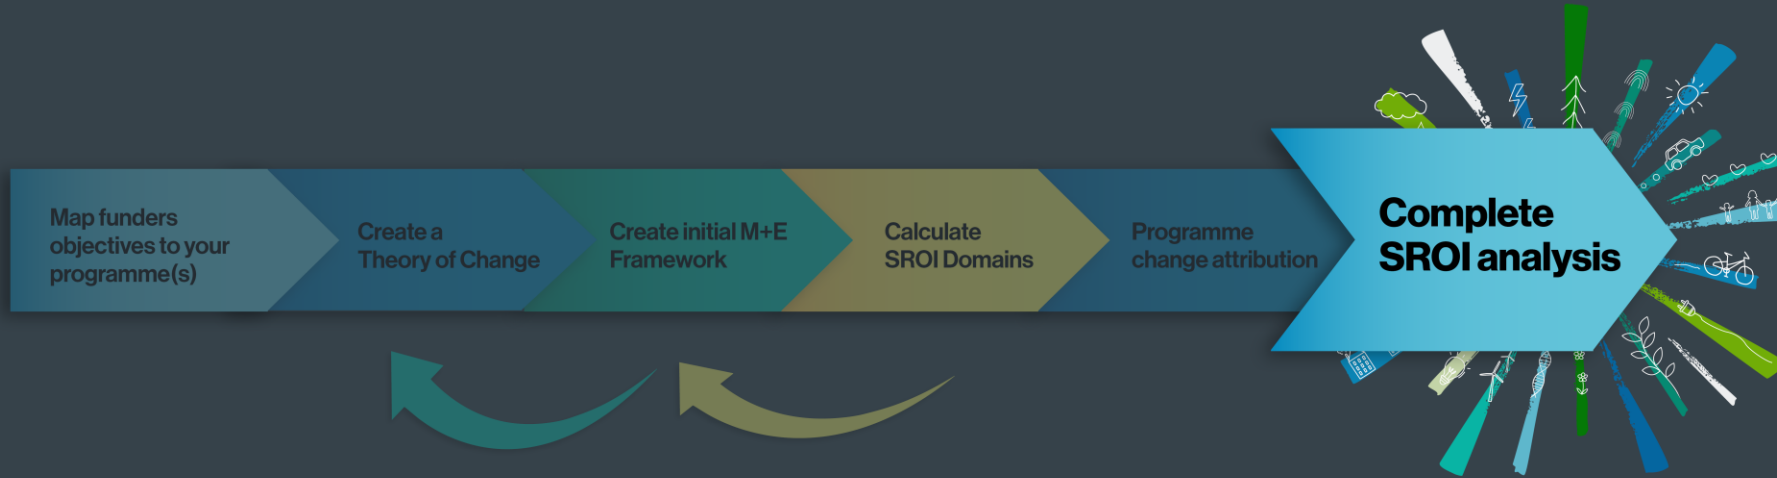 Map funders
objectives to your
programme(s)
Create a
Theory of Change
Create initial M+E
Framework
Calculate
SROI Domains
Programme
change attribution
Complete
SROI analysis